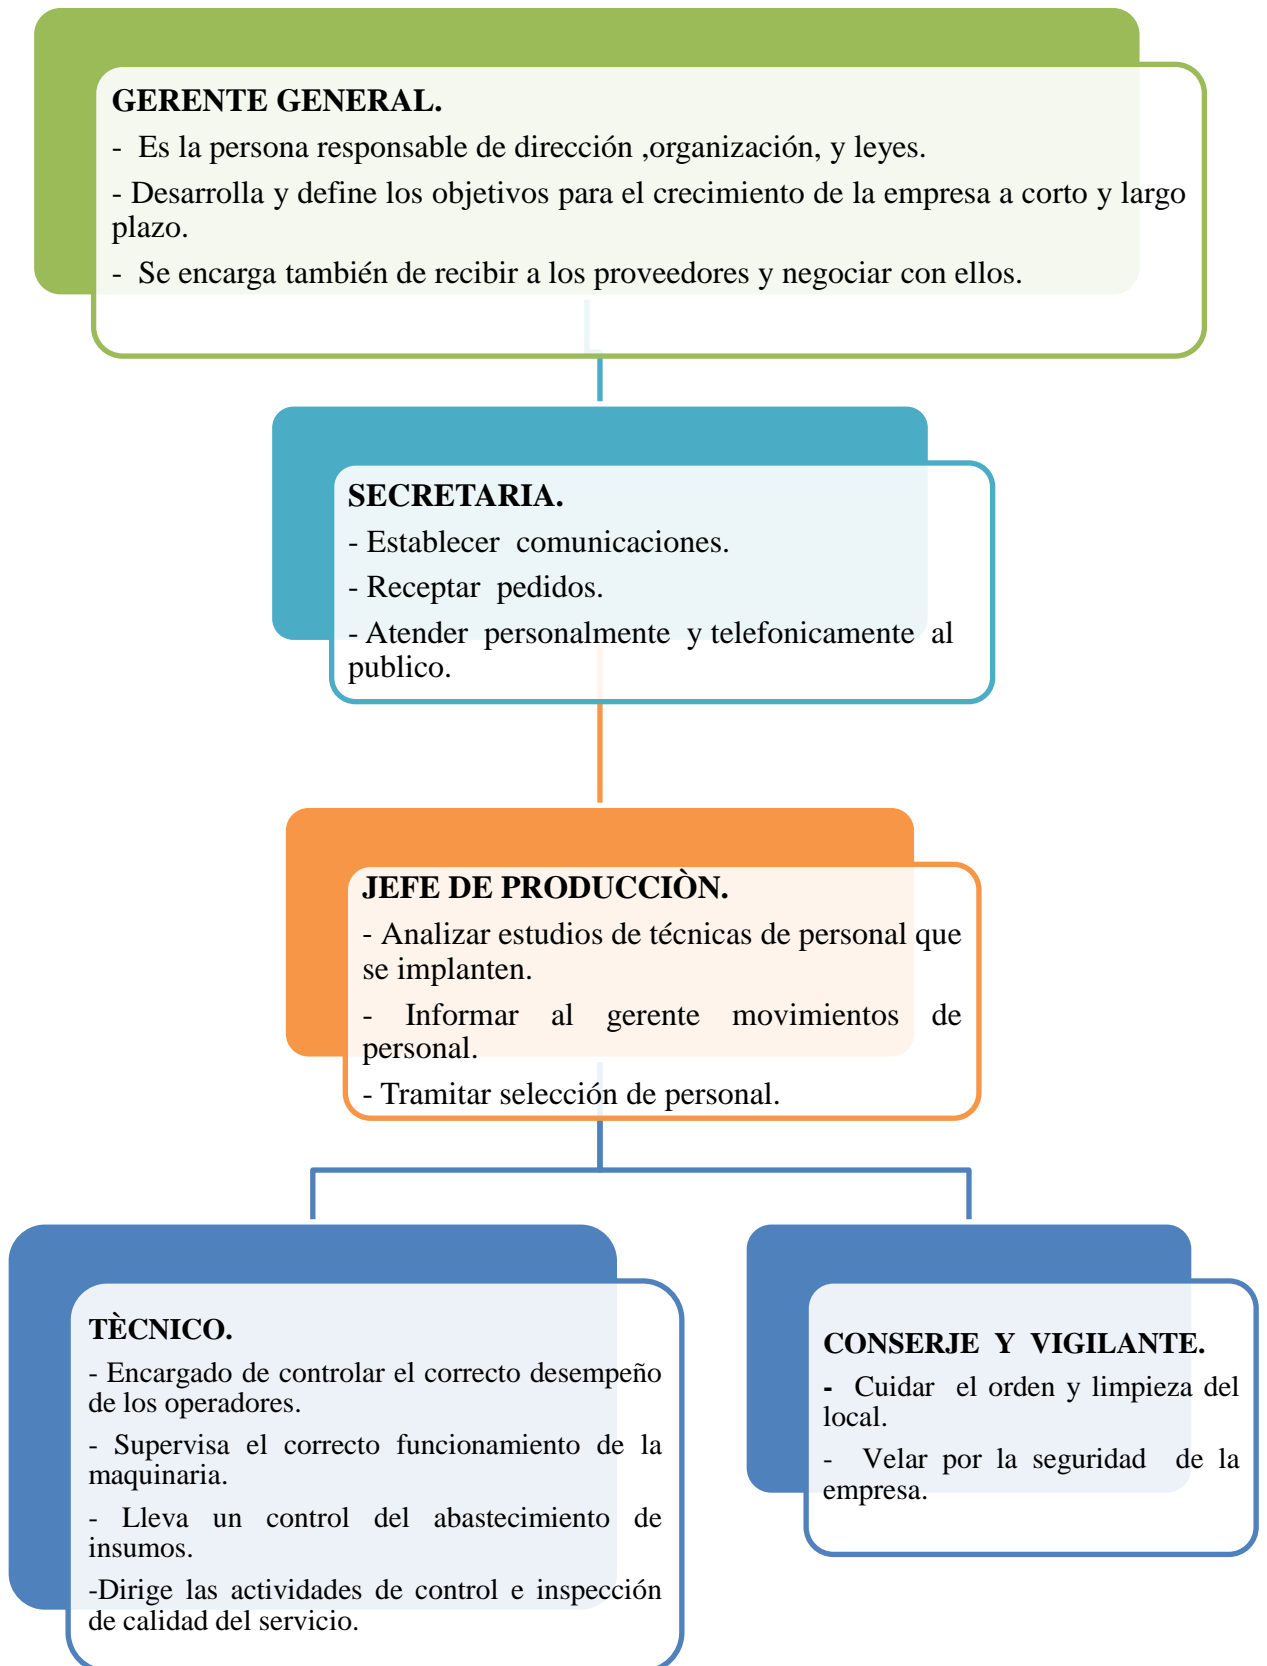 GERENTE GENERAL.
- Es la persona responsable de dirección ,organización, y leyes.
- Desarrolla y define los objetivos para el crecimiento de la empresa a corto y largo
plazo.
- Se encarga también de recibir a los proveedores y negociar con ellos.
SECRETARIA.
- Establecer comunicaciones.
- Receptar pedidos.
- Atender personalmente y telefonicamente al
publico.
JEFE DE PRODUCCIÒN.
- Analizar estudios de técnicas de personal que
se implanten.
- Informar al gerente movimientos de
personal.
- Tramitar selección de personal.
TÈCNICO.
- Encargado de controlar el correcto desempeño
de los operadores.
- Supervisa el correcto funcionamiento de la
maquinaria.
- Lleva un control del abastecimiento de
insumos.
-Dirige las actividades de control e inspección
de calidad del servicio.
CONSERJE Y VIGILANTE.
- Cuidar el orden y limpieza del
local.
- Velar por la seguridad de la
empresa.